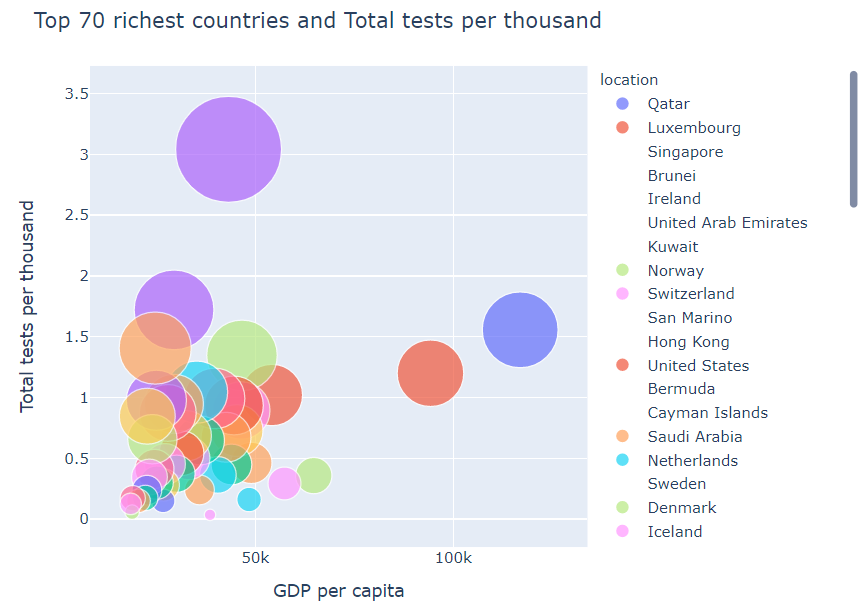 Top 70 richest countries and Total tests per thousand
Total tests per thousand
3.5
3
2.5
2
1.5
1
0.5
0
50k
100k
GDP per capita
location
Qatar
Luxembourg
Singapore
Brunei
Ireland
United Arab Emirates
Kuwait
Norway
Switzerland
San Marino
Hong Kong
United States
Bermuda
Cayman Islands
Saudi Arabia
Netherlands
Sweden
Denmark
Iceland